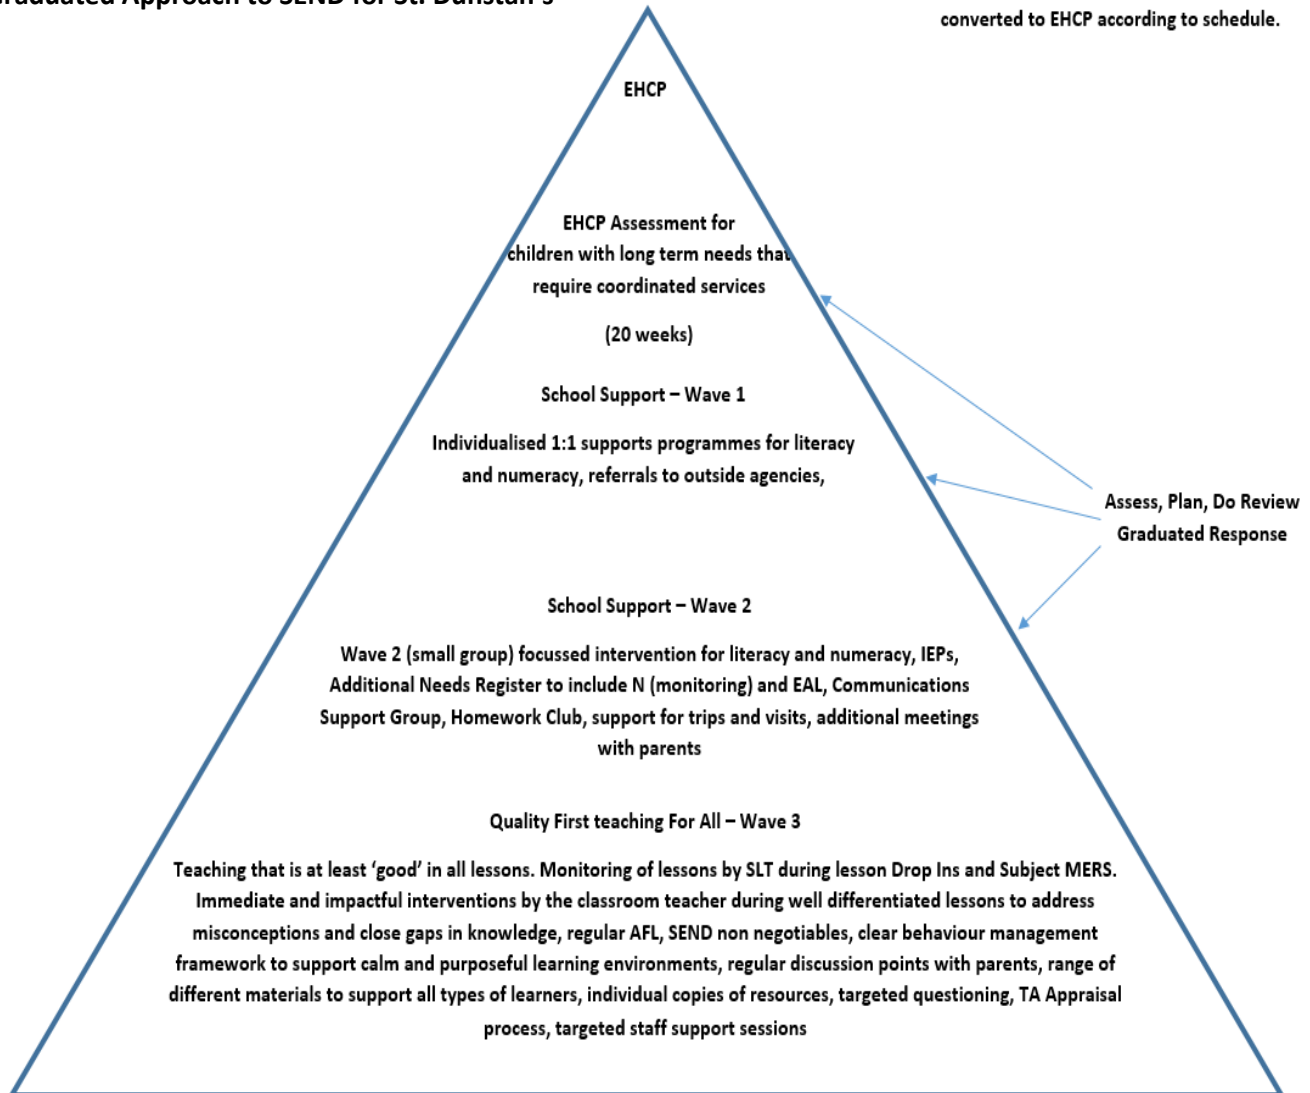 Graduated Approach to SEND for St. Dunstan's
converted to EHCP according to schedule.
EHCP
EHCP Assessment for
children with long term needs that
require coordinated services
(20 weeks)
School Support – Wave 1
Individualised 1:1 supports programmes for literacy
and numeracy, referrals to outside agencies,
Assess, Plan, Do Review
Graduated Response
School Support – Wave 2
Wave 2 (small group) focussed intervention for literacy and numeracy, IEPs,
Additional Needs Register to include N (monitoring) and EAL, Communications
Support Group, Homework Club, support for trips and visits, additional meetings
with parents
Quality First teaching For All – Wave 3
Teaching that is at least ‘good’ in all lessons. Monitoring of lessons by SLT during lesson Drop Ins and Subject MERS.
Immediate and impactful interventions by the classroom teacher during well differentiated lessons to address
misconceptions and close gaps in knowledge, regular AFL, SEND non negotiables, clear behaviour management
framework to support calm and purposeful learning environments, regular discussion points with parents, range of
different materials to support all types of learners, individual copies of resources, targeted questioning, TA Appraisal
process, targeted staff support sessions